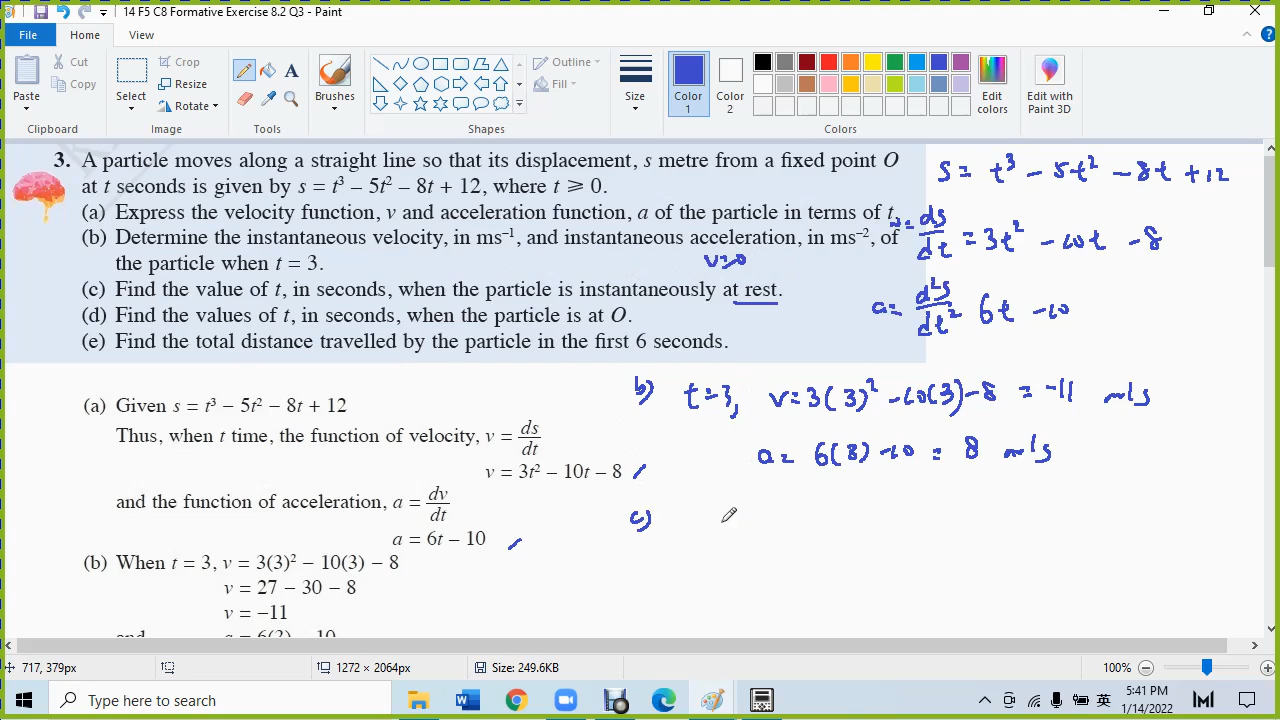 14 F5 C8 Formative Exercise 8.2 Q3 - Paint
File Home View
Paste Cut Copy Select Crop Resize Rotate Brushes Outline Fill Size Color 1 Color 2 Edit colors Edit with Paint 3D
Clipboard Image Tools Shapes Colors
3. A particle moves along a straight line so that its displacement, s metre from a fixed point O
at t seconds is given by s = t³ – 5t² – 8t + 12, where t ⩾ 0.
(a) Express the velocity function, v and acceleration function, a of the particle in terms of t.
(b) Determine the instantaneous velocity, in ms⁻¹, and instantaneous acceleration, in ms⁻², of
the particle when t = 3.
v=0
(c) Find the value of t, in seconds, when the particle is instantaneously at rest.
(d) Find the values of t, in seconds, when the particle is at O.
(e) Find the total distance travelled by the particle in the first 6 seconds.
s = t³ - 5t² - 8t + 12
v = ds/dt = 3t² - 10t - 8
a = d²s/dt² 6t - 10
b) t=3, v = 3(3)² - 10(3) - 8 = -11 m/s
a = 6(3) - 10 = 8 m/s
c)
(a) Given s = t³ – 5t² – 8t + 12
Thus, when t time, the function of velocity, v = ds/dt
v = 3t² – 10t – 8
and the function of acceleration, a = dv/dt
a = 6t – 10
(b) When t = 3, v = 3(3)² – 10(3) – 8
v = 27 – 30 – 8
v = –11
and a = 6(3) – 10
717, 379px 1272 × 2064px Size: 249.6KB 100%
Type here to search
英 5:41 PM
1/14/2022